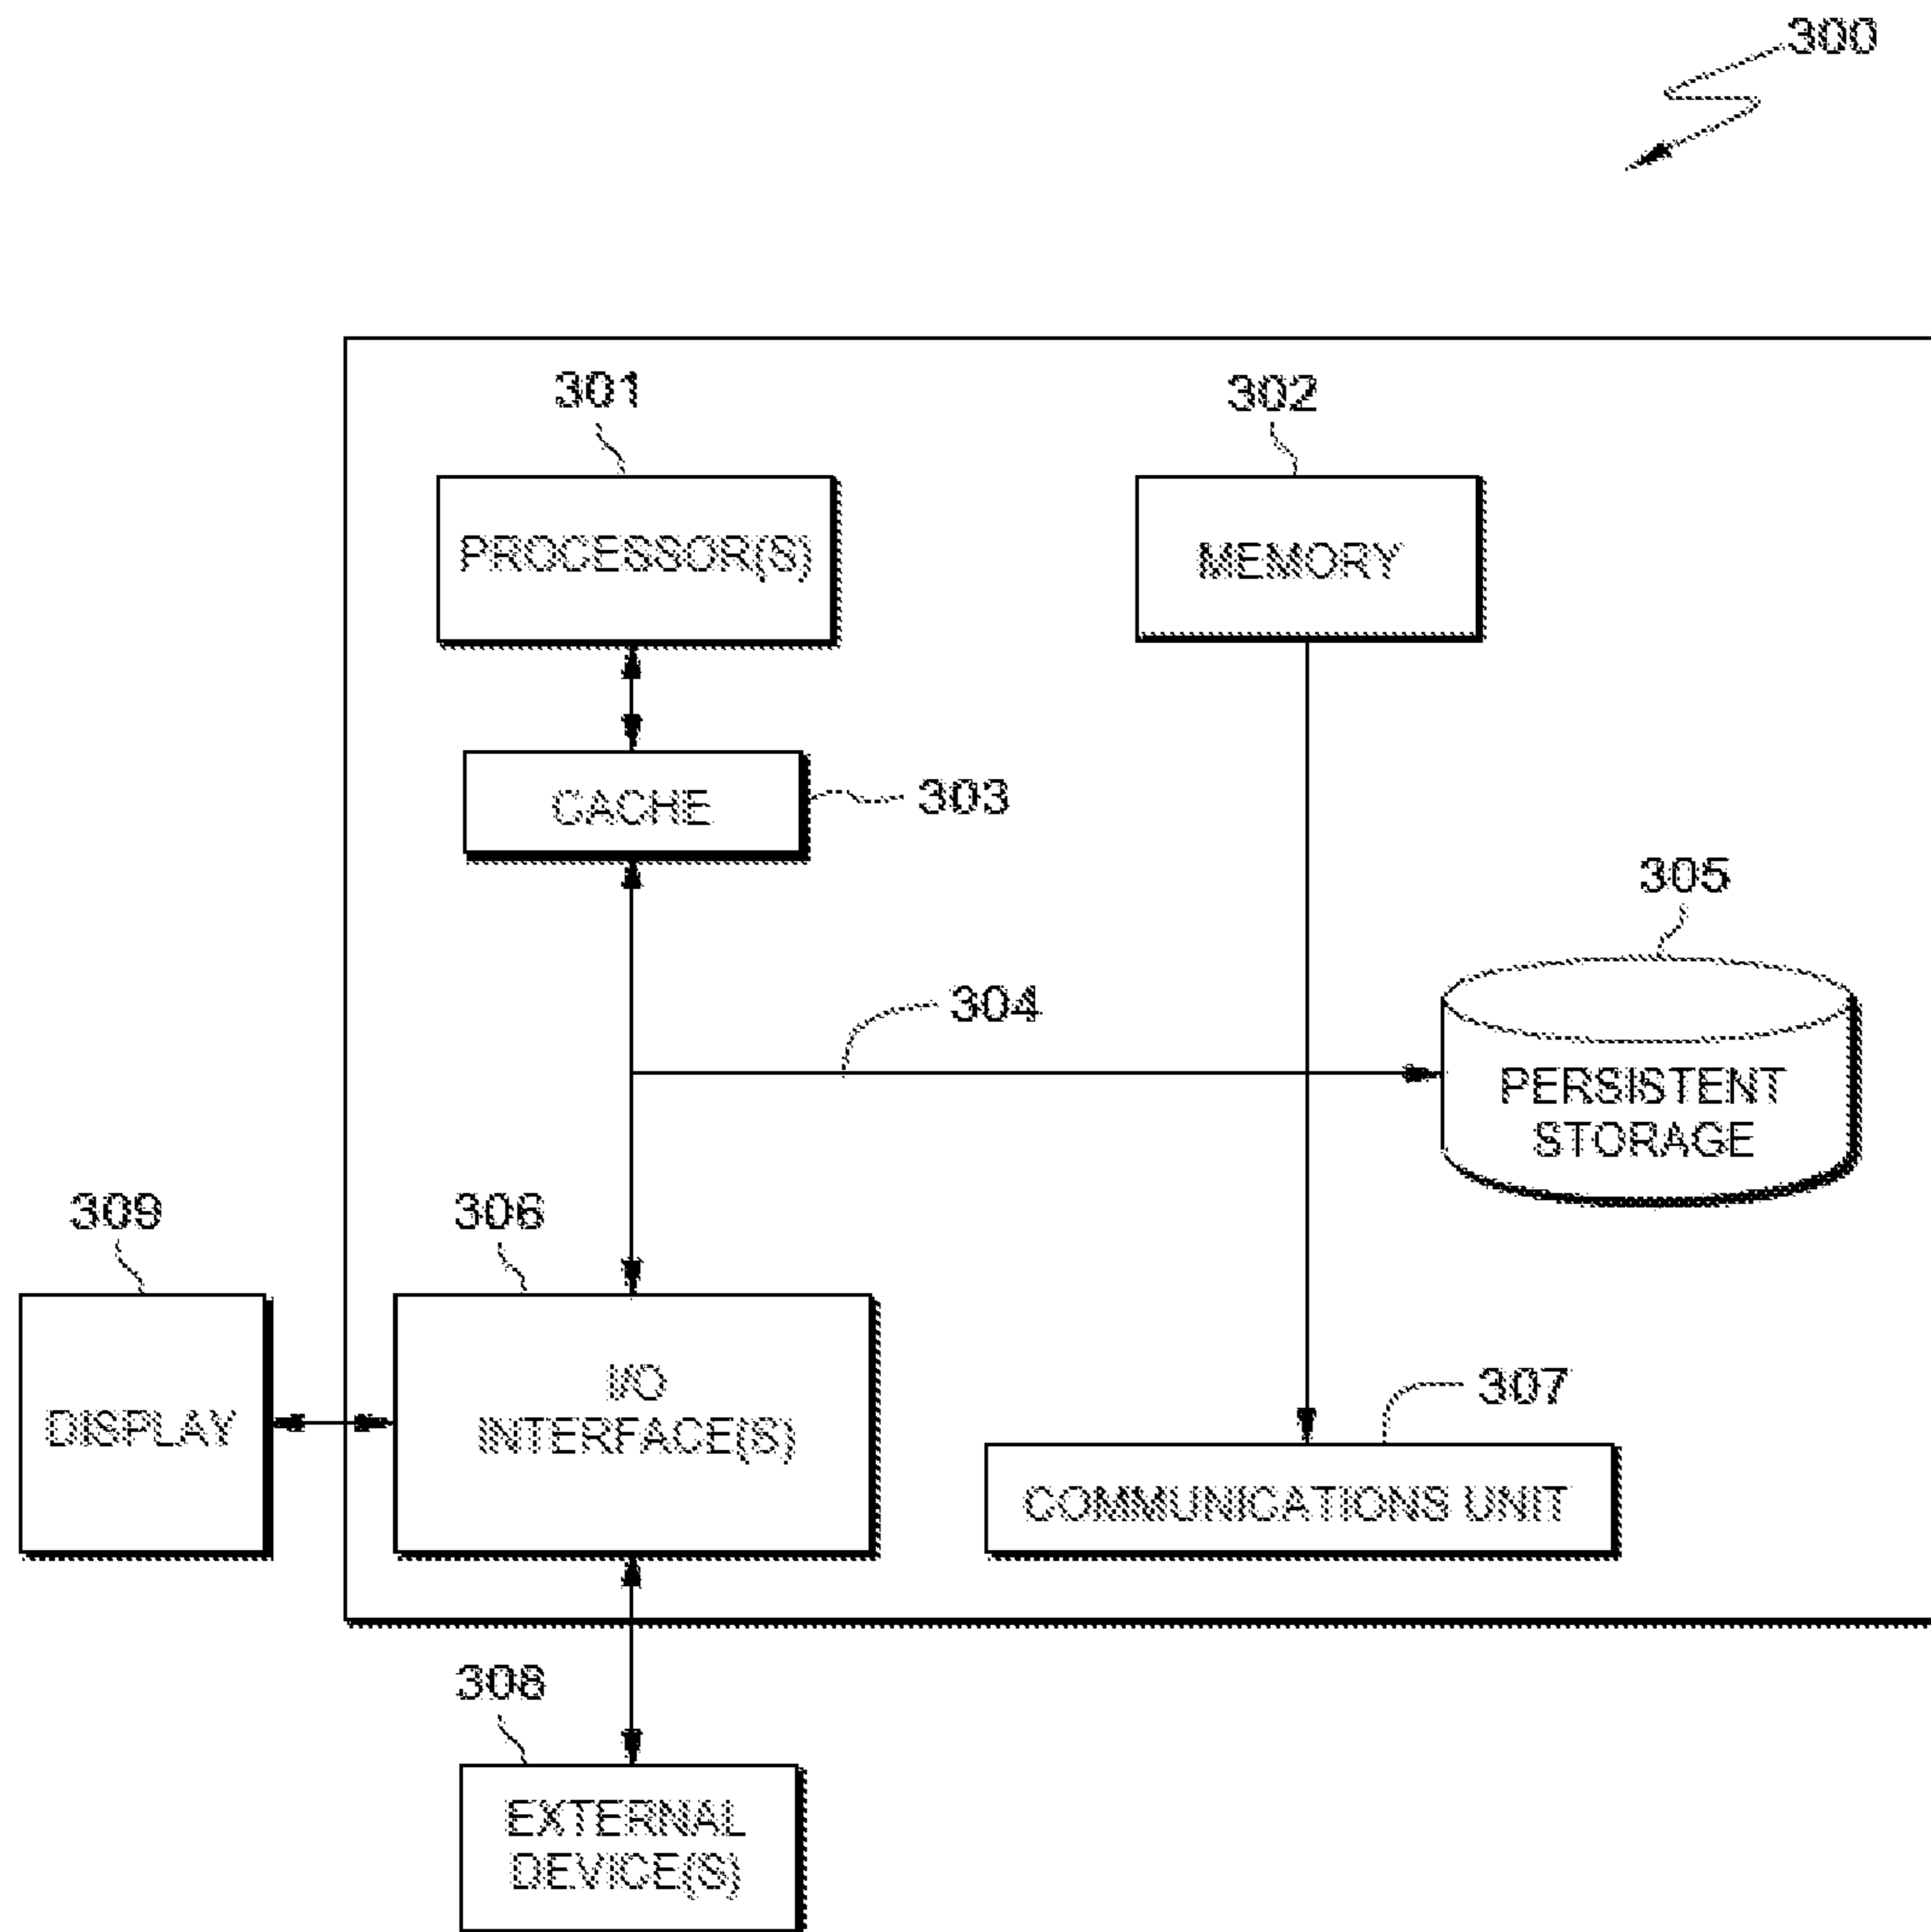 300
301
302
PROCESSOR(S)
MEMORY
CACHE
303
305
304
PERSISTENT
STORAGE
309
306
I/O
INTERFACE(S)
DISPLAY
307
COMMUNICATIONS UNIT
308
EXTERNAL
DEVICE(S)